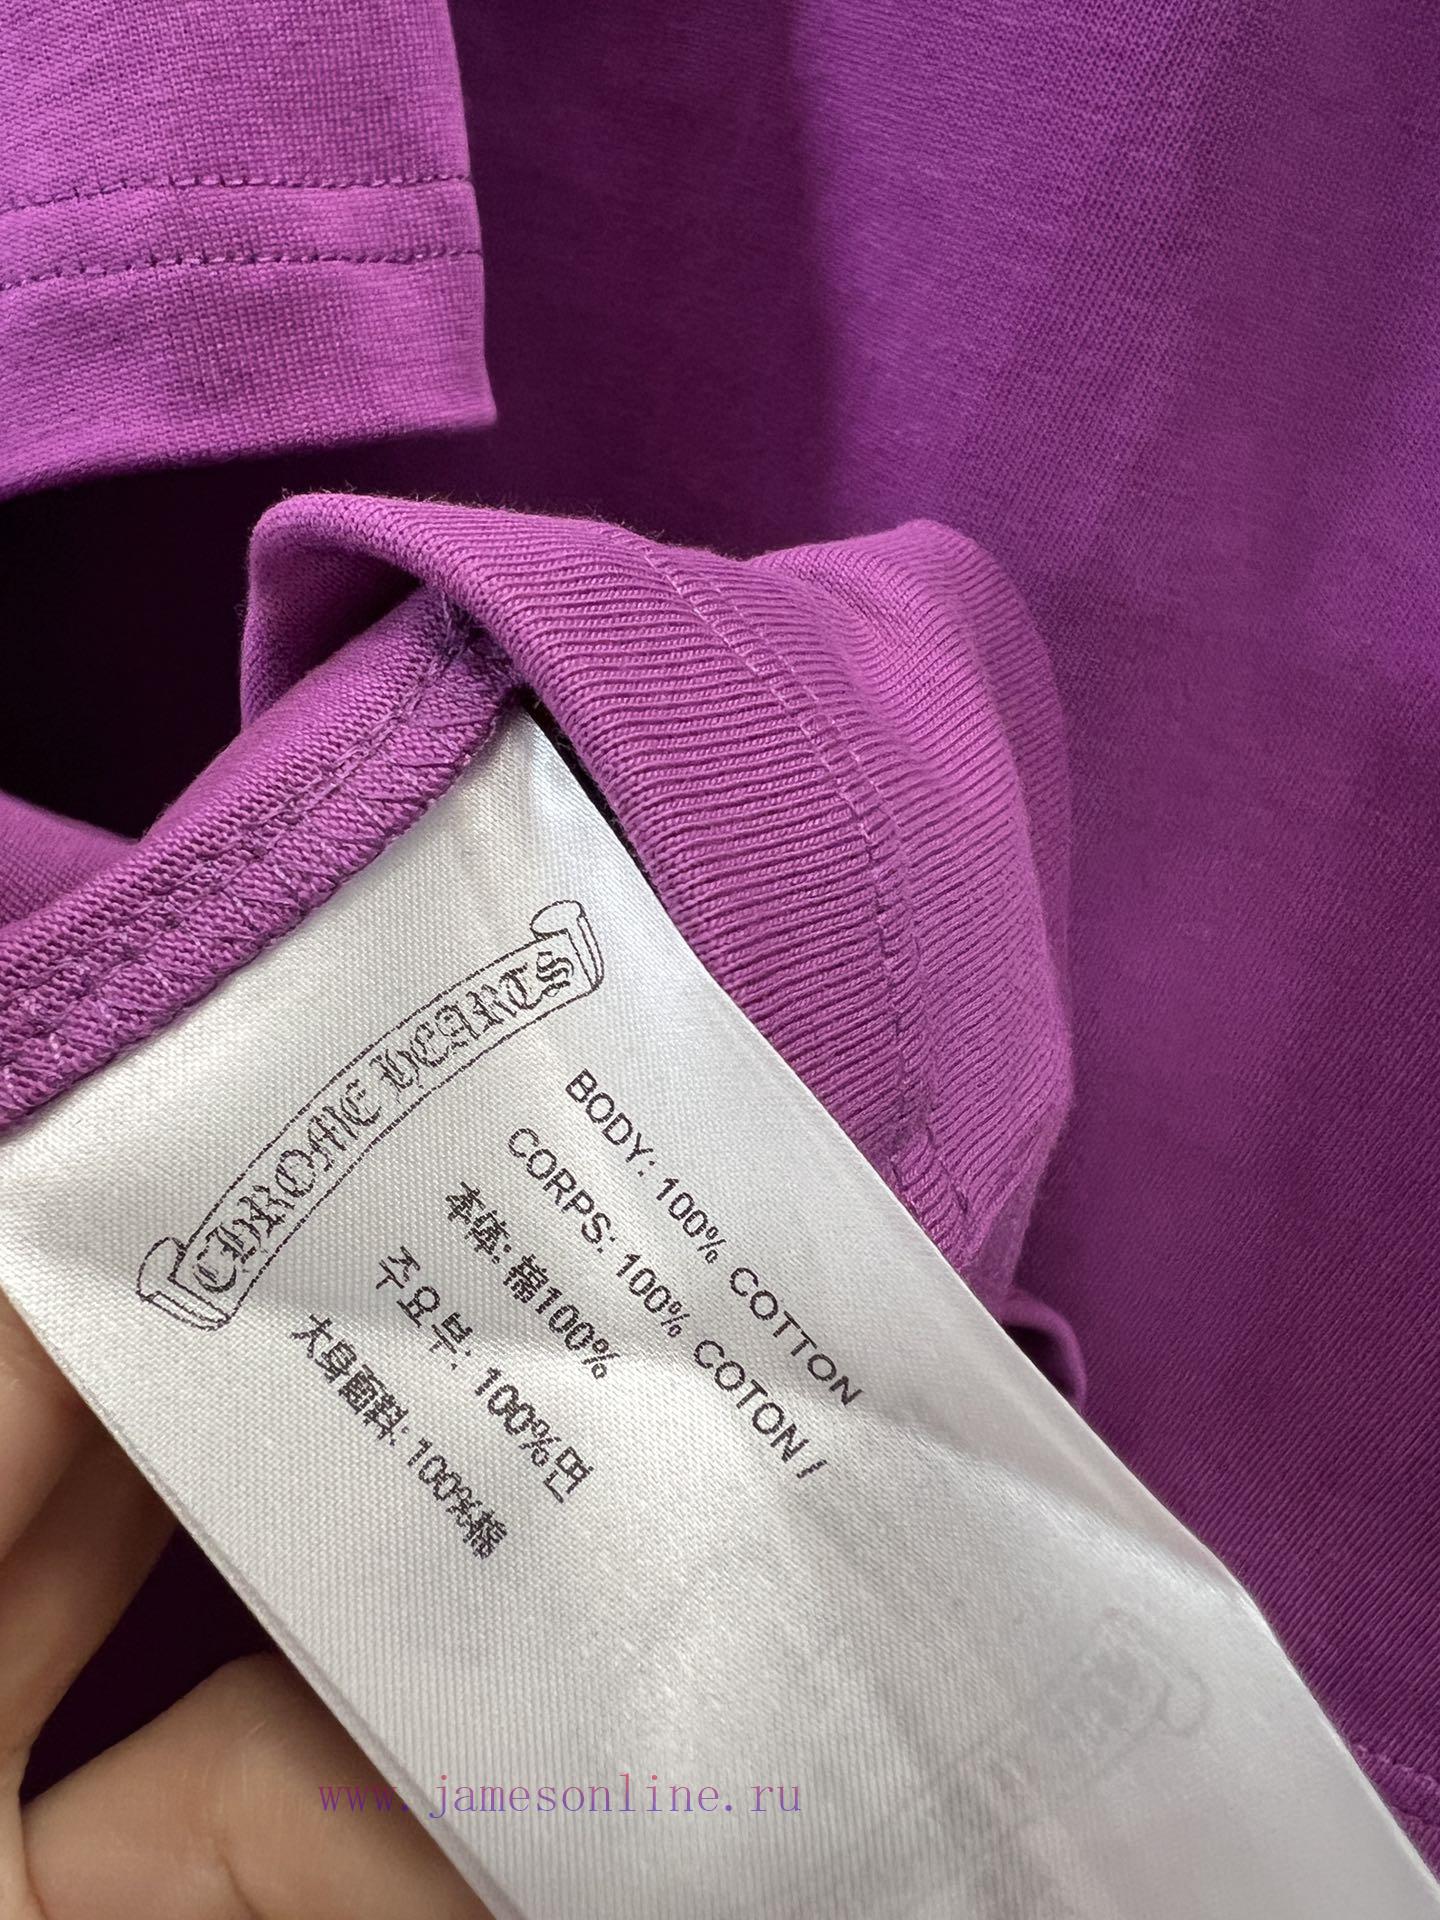 CHROME HEARTS
BODY: 100% COTTON
CORPS: 100% COTON /
本体: 綿100%
주요부: 100%면
大身面料: 100%棉
www.jamesonline.ru